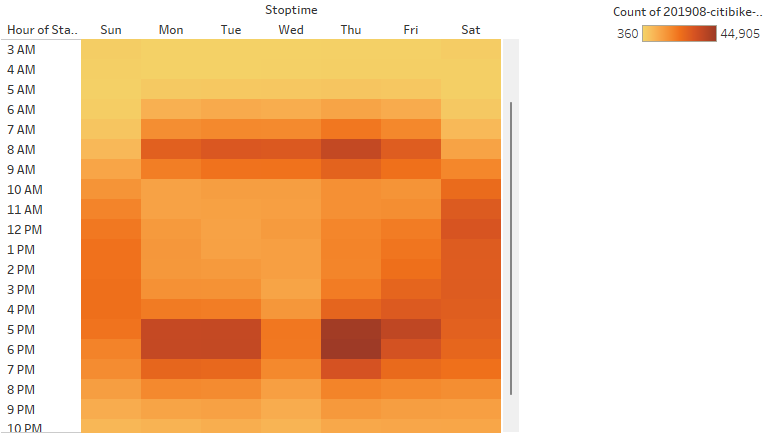 Stoptime
Count of 201908-citibike-..
Hour of Sta.. Sun Mon Tue Wed Thu Fri Sat
360 44,905
3 AM
4 AM
5 AM
6 AM
7 AM
8 AM
9 AM
10 AM
11 AM
12 PM
1 PM
2 PM
3 PM
4 PM
5 PM
6 PM
7 PM
8 PM
9 PM
10 PM